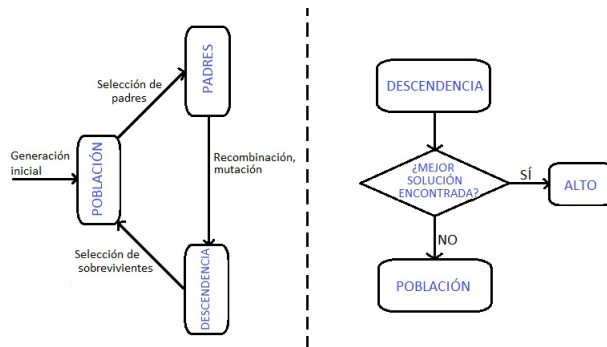 PADRES
Selección de
padres
Generación
inicial
POBLACIÓN
Recombinación,
mutación
Selección de
sobrevivientes
DESCENDENCIA
DESCENDENCIA
¿MEJOR
SOLUCIÓN
ENCONTRADA?
SÍ
ALTO
NO
POBLACIÓN